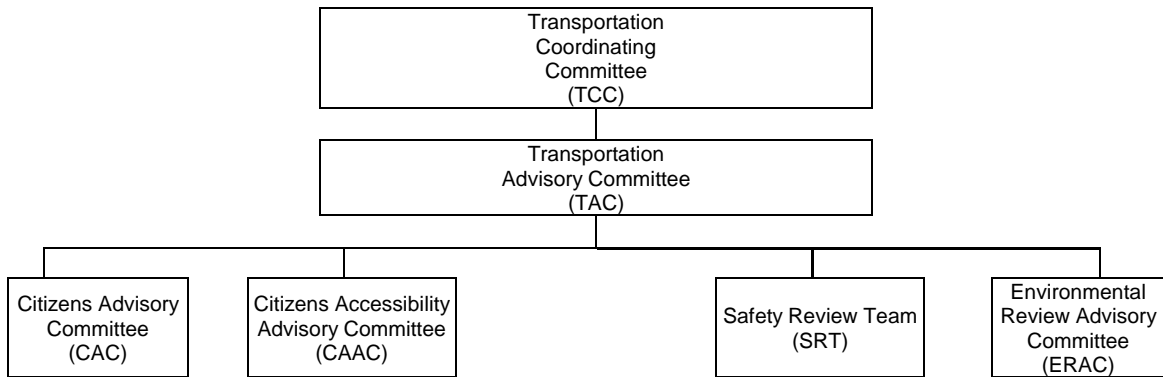 Transportation
Coordinating
Committee
(TCC)
Transportation
Advisory Committee
(TAC)
Citizens Advisory
Committee
(CAC)
Citizens Accessibility
Advisory Committee
(CAAC)
Safety Review Team
(SRT)
Environmental
Review Advisory
Committee
(ERAC)